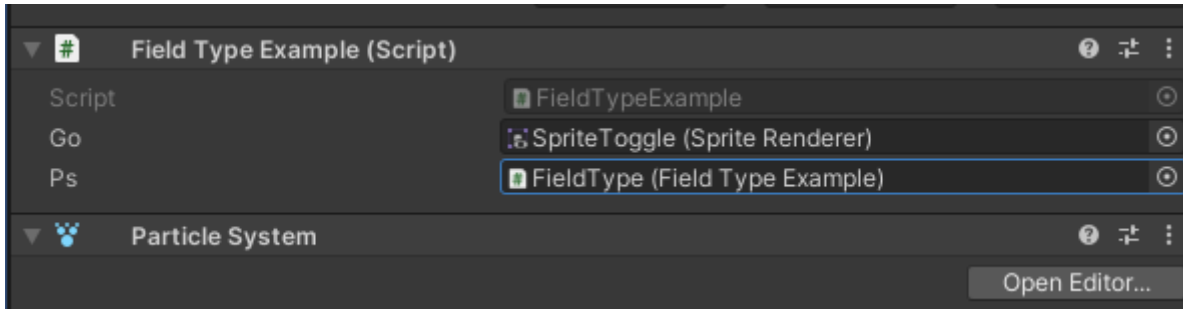 Field Type Example (Script)
Script
FieldTypeExample
Go
SpriteToggle (Sprite Renderer)
Ps
FieldType (Field Type Example)
Particle System
Open Editor...